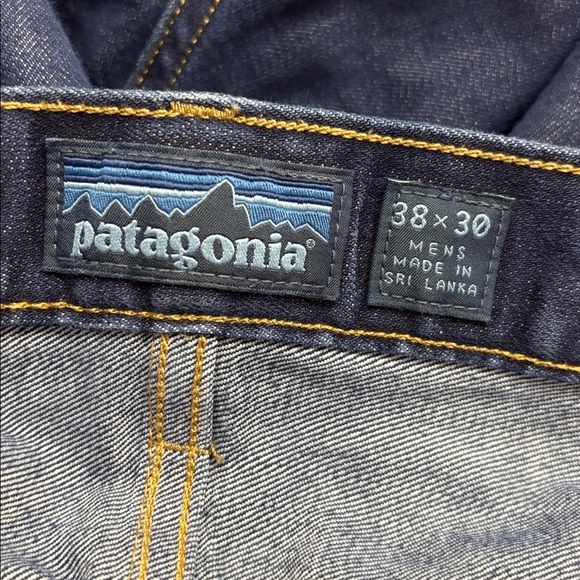 patagonia®
38 × 30
MENS
MADE IN
SRI LANKA